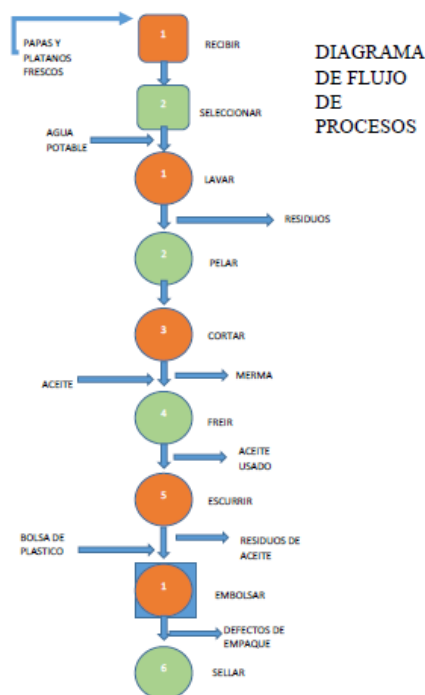 PAPAS Y
PLATANOS
FRESCOS
1
RECIBIR
DIAGRAMA
DE FLUJO
DE
PROCESOS
2
SELECCIONAR
AGUA
POTABLE
1
LAVAR
RESIDUOS
2
PELAR
3
CORTAR
ACEITE
MERMA
4
FREIR
ACEITE
USADO
5
ESCURRIR
BOLSA DE
PLASTICO
RESIDUOS DE
ACEITE
1
EMBOLSAR
DEFECTOS DE
EMPAQUE
6
SELLAR